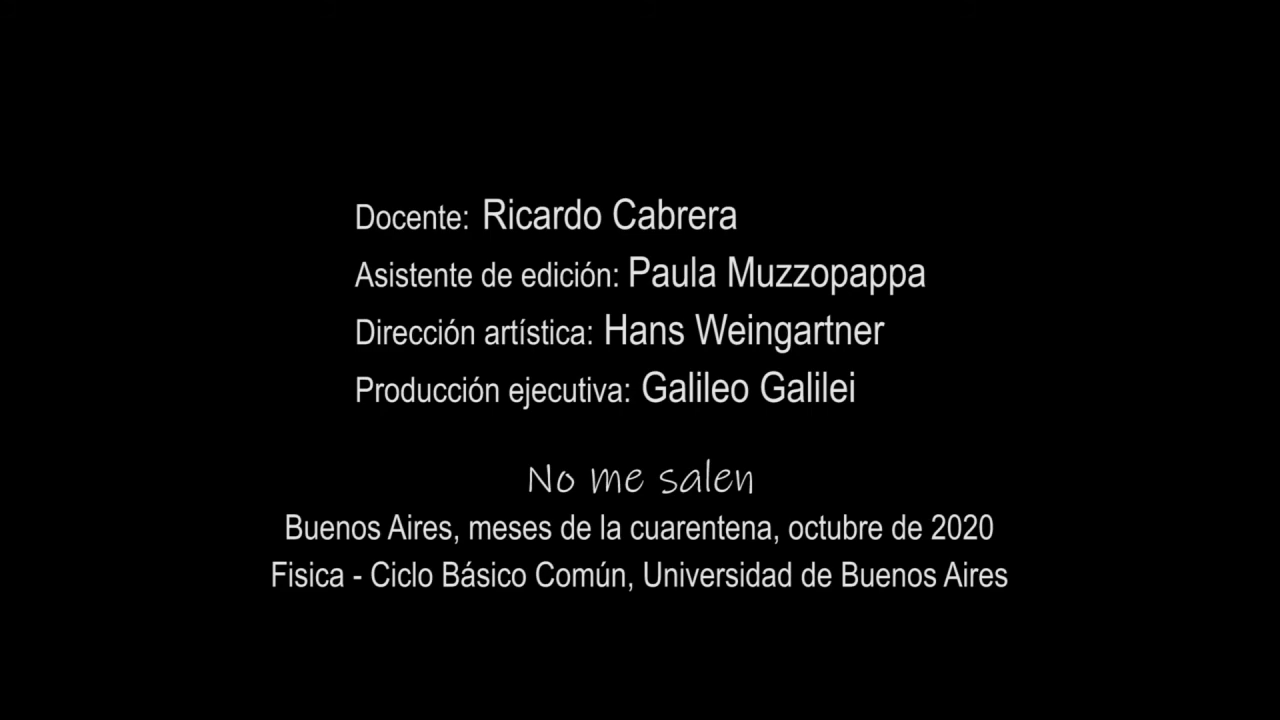 Docente: Ricardo Cabrera
Asistente de edición: Paula Muzzopappa
Dirección artística: Hans Weingartner
Producción ejecutiva: Galileo Galilei
No me salen
Buenos Aires, meses de la cuarentena, octubre de 2020
Fisica - Ciclo Básico Común, Universidad de Buenos Aires